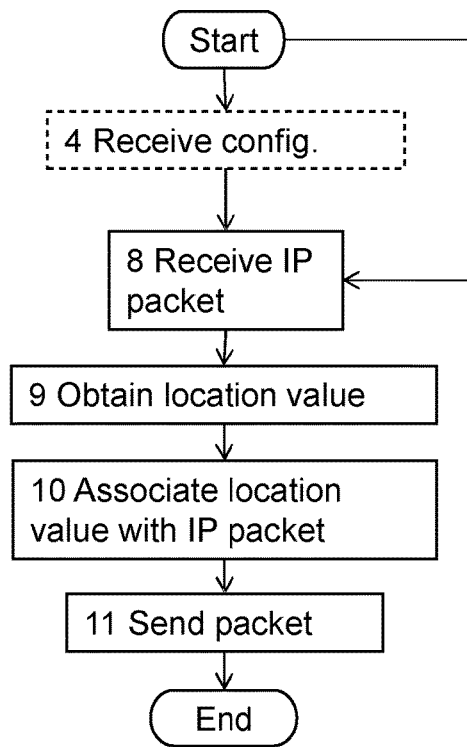 Start
4 Receive config.
8 Receive IP
packet
9 Obtain location value
10 Associate location
value with IP packet
11 Send packet
End